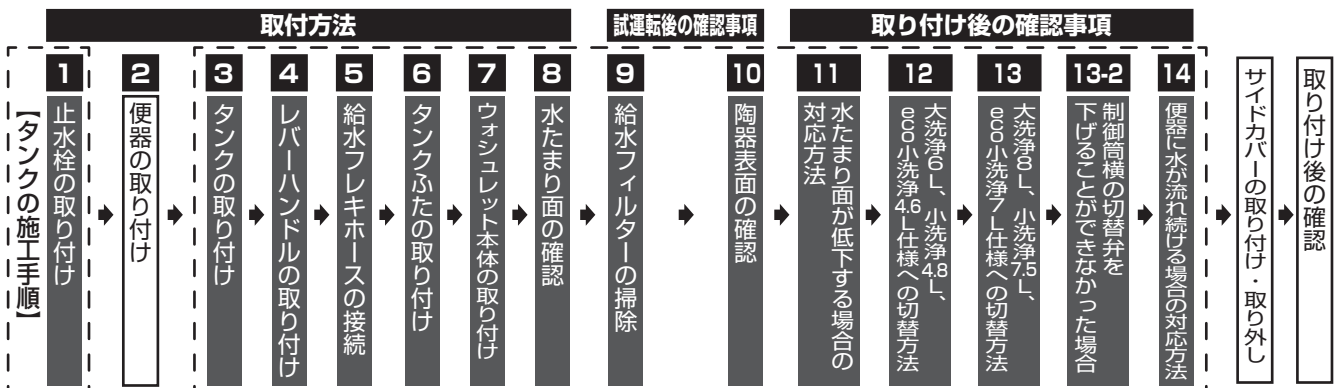 取付方法
試運転後の確認事項
取り付け後の確認事項
【タンクの施工手順】
1
止水栓の取り付け
2
便器の取り付け
3
タンクの取り付け
4
レバーハンドルの取り付け
5
給水フレキホースの接続
6
タンクふたの取り付け
7
ウォシュレット本体の取り付け
8
水たまり面の確認
9
給水フィルターの掃除
10
陶器表面の確認
11
水たまり面が低下する場合の
対応方法
12
大洗浄6L、小洗浄4.8L、
eco小洗浄4.6L仕様への切替方法
13
大洗浄8L、小洗浄7.5L、
eco小洗浄7L仕様への切替方法
13-2
制御筒横の切替弁を
下げることができなかった場合
14
便器に水が流れ続ける場合の対応方法
サイドカバーの取り付け・取り外し
取り付け後の確認